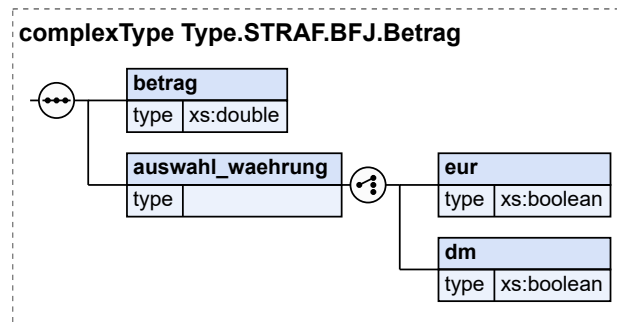 complexType Type.STRAF.BFJ.Betrag
betrag
type xs:double
auswahl_waehrung
type
eur
type xs:boolean
dm
type xs:boolean